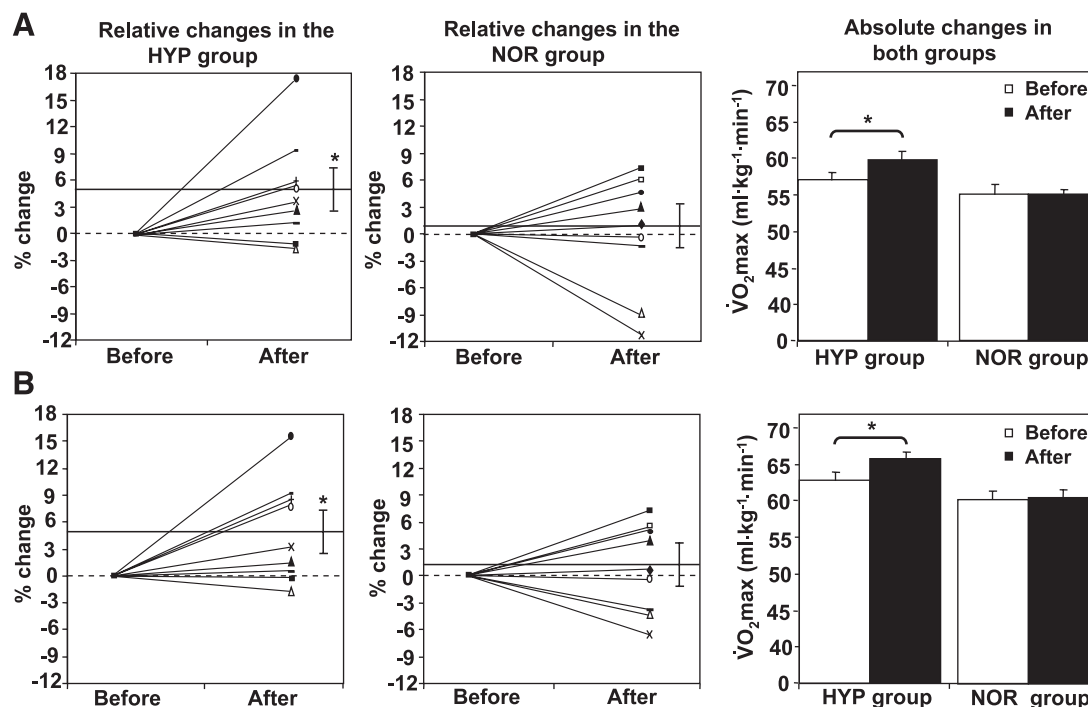 A
Relative changes in the
HYP group
18
15
12
9
6
3
0
-3
-6
-9
-12
% change
*
Before
After
Relative changes in the
NOR group
18
15
12
9
6
3
0
-3
-6
-9
-12
% change
Before
After
Absolute changes in
both groups
70
65
60
55
45
40
0
V̇O₂max (ml·kg⁻¹·min⁻¹)
Before
After
*
HYP group
NOR group
B
18
15
12
9
6
3
0
-3
-6
-9
-12
% change
*
Before
After
18
15
12
9
6
3
0
-3
-6
-9
-12
% change
Before
After
70
65
60
55
45
40
0
V̇O₂max (ml·kg⁻¹·min⁻¹)
Before
After
*
HYP group
NOR group